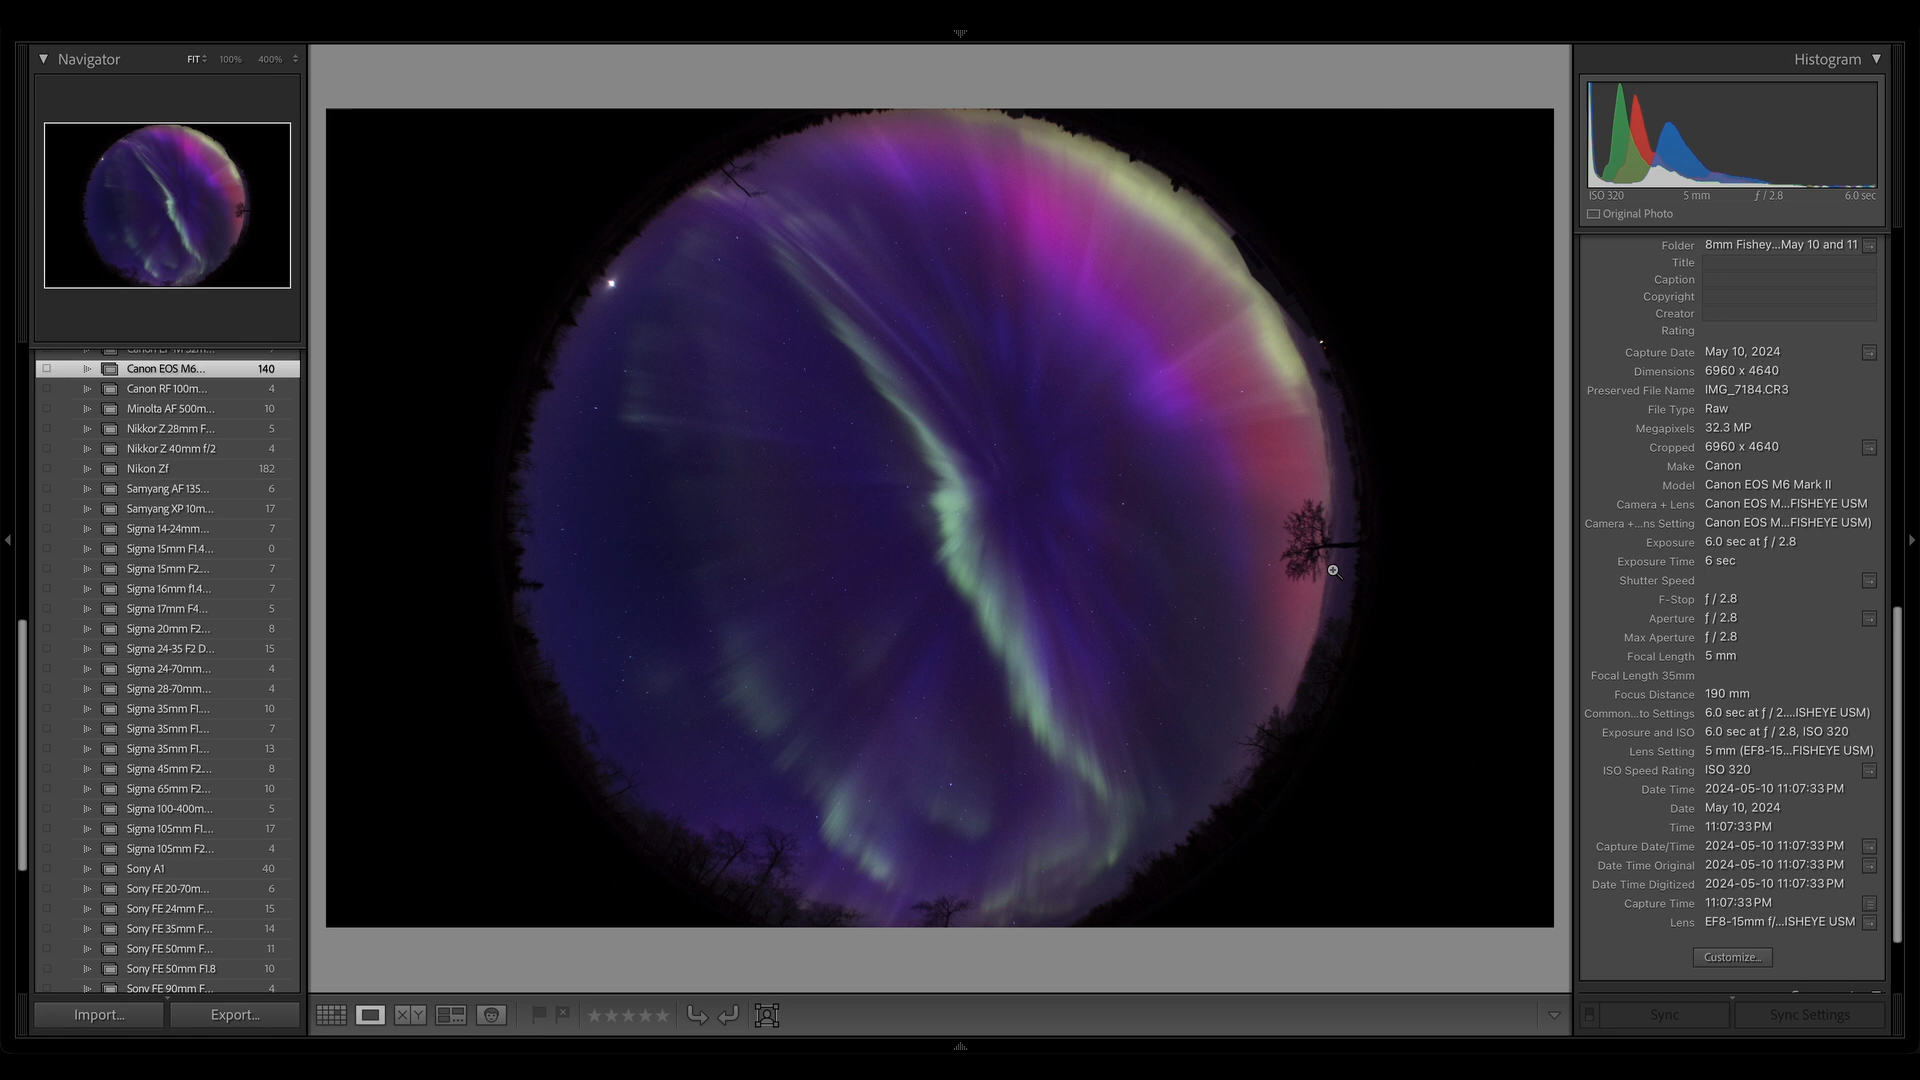 Navigator
FIT
100%
400%
Canon EOS M6... 140
Canon RF 100m... 4
Minolta AF 500m... 10
Nikkor Z 28mm F... 5
Nikkor Z 40mm f/2 4
Nikon Zf 182
Samyang AF 135... 6
Samyang XP 10m... 17
Sigma 14-24mm... 7
Sigma 15mm F1.4... 0
Sigma 15mm F2... 7
Sigma 16mm f1.4... 7
Sigma 17mm F4... 5
Sigma 20mm F2... 8
Sigma 24-35 F2 D... 15
Sigma 24-70mm... 4
Sigma 28-70mm... 4
Sigma 35mm F1.... 10
Sigma 35mm F1.... 7
Sigma 35mm F1.... 13
Sigma 45mm F2.... 8
Sigma 65mm F2... 10
Sigma 100-400m... 5
Sigma 105mm F1.... 17
Sigma 105mm F2... 4
Sony A1 40
Sony FE 20-70m... 6
Sony FE 24mm F... 15
Sony FE 35mm F... 14
Sony FE 50mm F... 11
Sony FE 50mm F1.8 10
Sony FE 90mm F... 4
Import...
Export...
X Y
Histogram
ISO 320 5 mm ƒ / 2.8 6.0 sec
Original Photo
Folder 8mm Fishey...May 10 and 11
Title
Caption
Copyright
Creator
Rating
Capture Date May 10, 2024
Dimensions 6960 x 4640
Preserved File Name IMG_7184.CR3
File Type Raw
Megapixels 32.3 MP
Cropped 6960 x 4640
Make Canon
Model Canon EOS M6 Mark II
Camera + Lens Canon EOS M...FISHEYE USM
Camera +...ns Setting Canon EOS M...FISHEYE USM)
Exposure 6.0 sec at ƒ / 2.8
Exposure Time 6 sec
Shutter Speed
F-Stop ƒ / 2.8
Aperture ƒ / 2.8
Max Aperture ƒ / 2.8
Focal Length 5 mm
Focal Length 35mm
Focus Distance 190 mm
Common...to Settings 6.0 sec at ƒ / 2....ISHEYE USM)
Exposure and ISO 6.0 sec at ƒ / 2.8, ISO 320
Lens Setting 5 mm (EF8-15...FISHEYE USM)
ISO Speed Rating ISO 320
Date Time 2024-05-10 11:07:33 PM
Date May 10, 2024
Time 11:07:33 PM
Capture Date/Time 2024-05-10 11:07:33 PM
Date Time Original 2024-05-10 11:07:33 PM
Date Time Digitized 2024-05-10 11:07:33 PM
Capture Time 11:07:33 PM
Lens EF8-15mm f/...ISHEYE USM
Customize...
Sync
Sync Settings